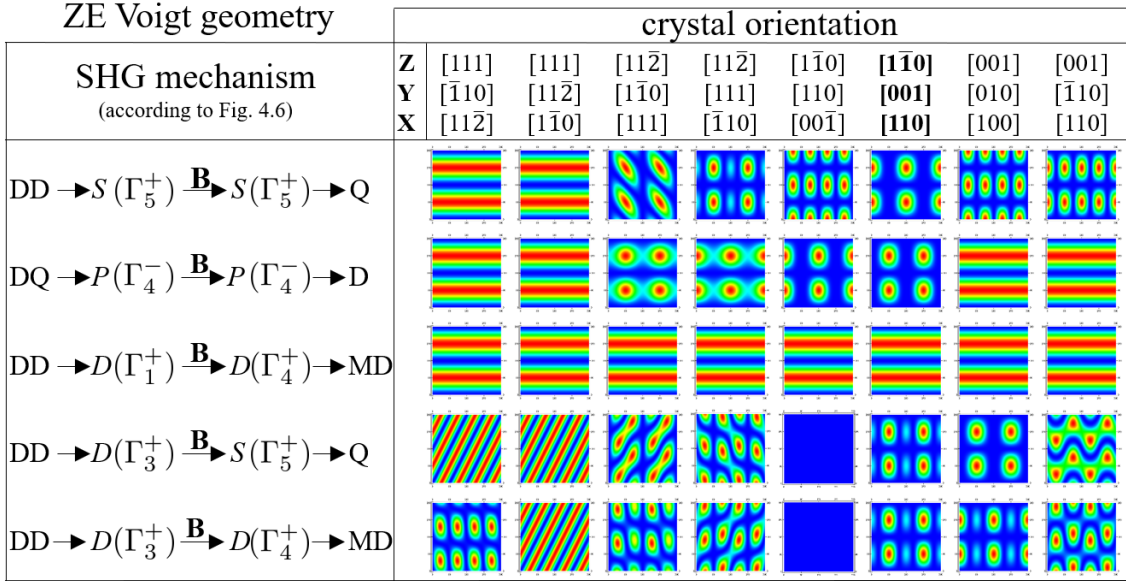 ZE Voigt geometry
crystal orientation
SHG mechanism
(according to Fig. 4.6)
Z [111] [111] [112̄] [112̄] [11̄0] [11̄0] [001] [001]
Y [1̄10] [112̄] [11̄0] [111] [110] [001] [010] [1̄10]
X [112̄] [11̄0] [111] [1̄10] [001̄] [110] [100] [110]
DD → S(Γ₅⁺) B→ S(Γ₅⁺) → Q
DQ → P(Γ₄⁻) B→ P(Γ₄⁻) → D
DD → D(Γ₁⁺) B→ D(Γ₄⁺) → MD
DD → D(Γ₃⁺) B→ S(Γ₅⁺) → Q
DD → D(Γ₃⁺) B→ D(Γ₄⁺) → MD